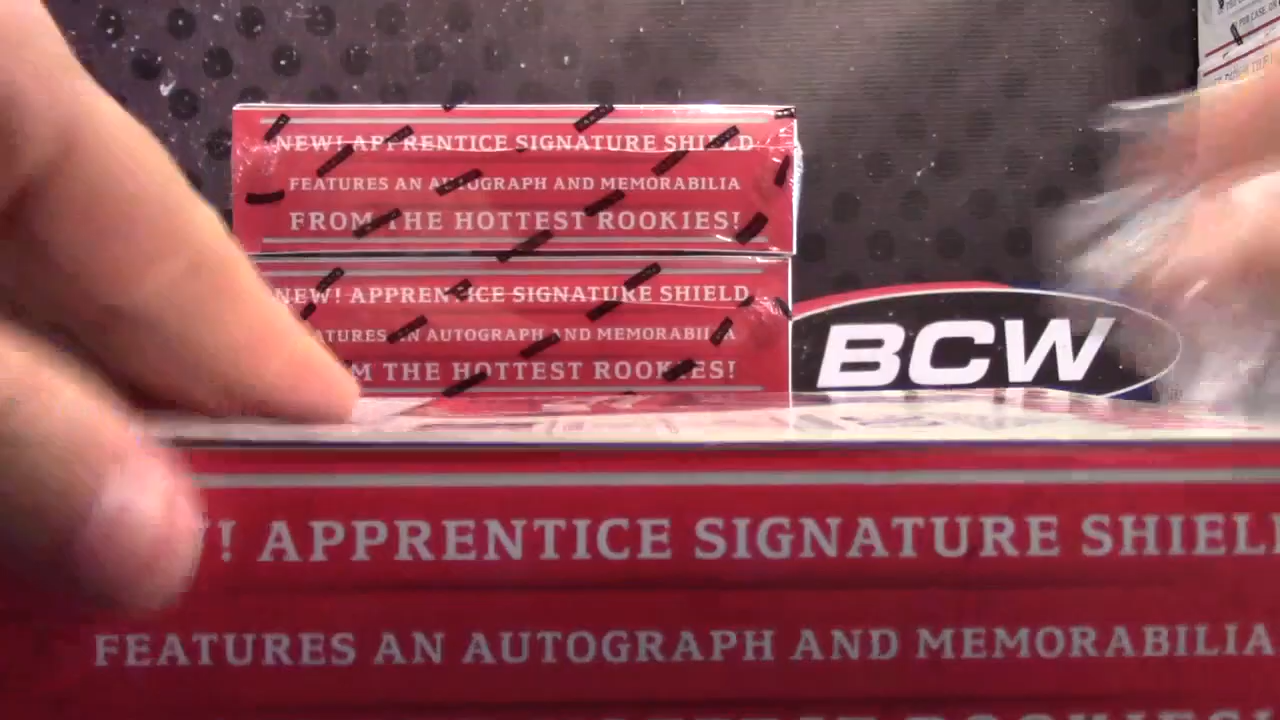 NEW! APPRENTICE SIGNATURE SHIELD
FEATURES AN AUTOGRAPH AND MEMORABILIA
FROM THE HOTTEST ROOKIES!
NEW! APPRENTICE SIGNATURE SHIELD
ATURES AN AUTOGRAPH AND MEMORABILIA
M THE HOTTEST ROOKIES!
BCW
! APPRENTICE SIGNATURE SHIEL
FEATURES AN AUTOGRAPH AND MEMORABILIA